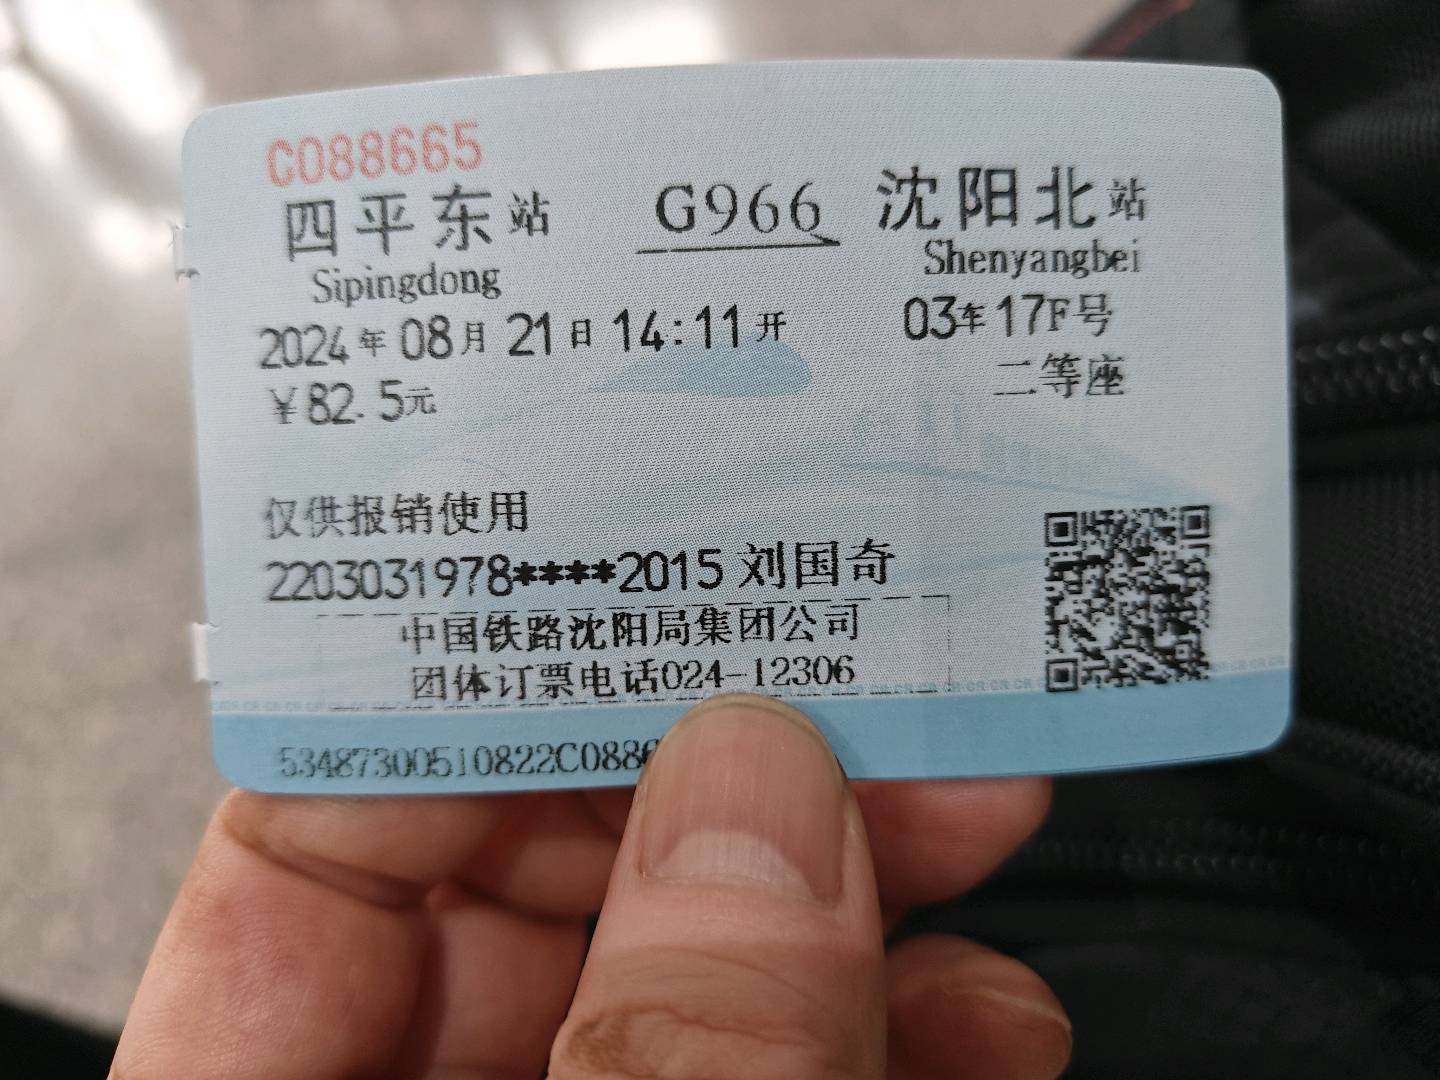 C088665
四平东站 G966 沈阳北站
Sipingdong Shenyangbei
2024年08月21日14:11开 03车17F号
¥82.5元 二等座
仅供报销使用
2203031978****2015 刘国奇
中国铁路沈阳局集团公司
团体订票电话024-12306
53487300510822C088